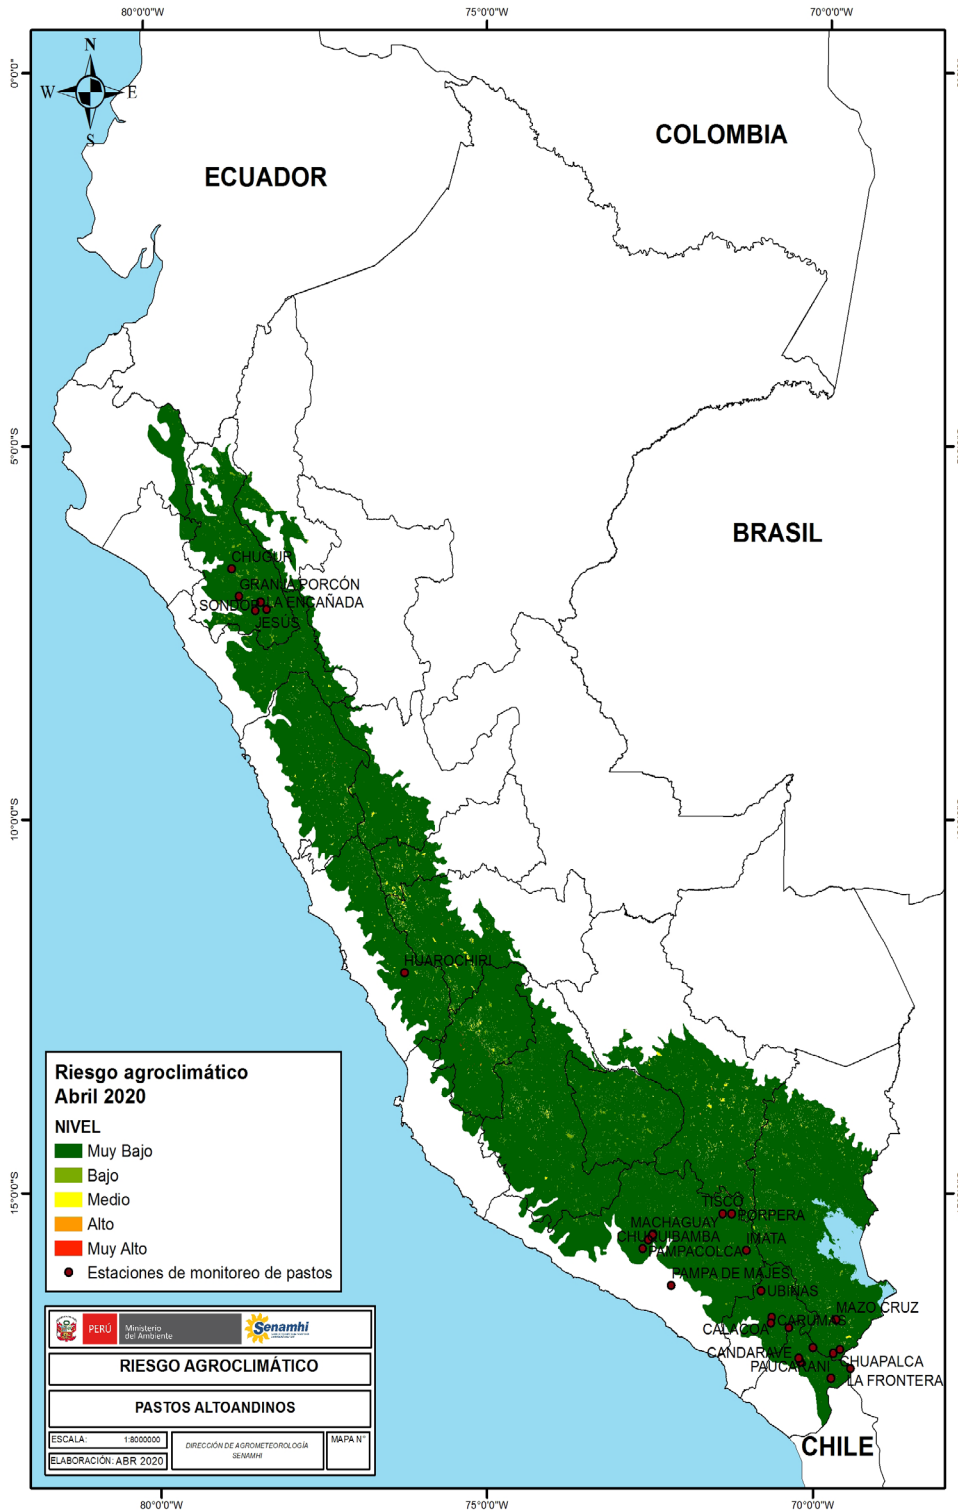 80°0'0"W 75°0'0"W 70°0'0"W
0°0'0"
5°0'0"S
10°0'0"S
15°0'0"S
N
W E
S
COLOMBIA
ECUADOR
BRASIL
CHUGUR
GRANJA PORCÓN
LA ENCAÑADA
JESÚS
HUAROCHIRI
TISCO
PORPERA
MACHAGUAY
CHUQUIBAMBA
IMATA
PAMPACOLCA
PAMPA DE MAJES
UBINAS
MAZO CRUZ
CARUMAS
CALACOA
CANDARAVE
CHUAPALCA
PAUCARANI
LA FRONTERA
CHILE
Riesgo agroclimático
Abril 2020
NIVEL
Muy Bajo
Bajo
Medio
Alto
Muy Alto
Estaciones de monitoreo de pastos
PERÚ
Ministerio
del Ambiente
Senamhi
RIESGO AGROCLIMÁTICO
PASTOS ALTOANDINOS
ESCALA: 1:8000000
ELABORACIÓN: ABR 2020
DIRECCIÓN DE AGROMETEOROLOGÍA
SENAMHI
MAPA N°
80°0'0"W 75°0'0"W 70°0'0"W